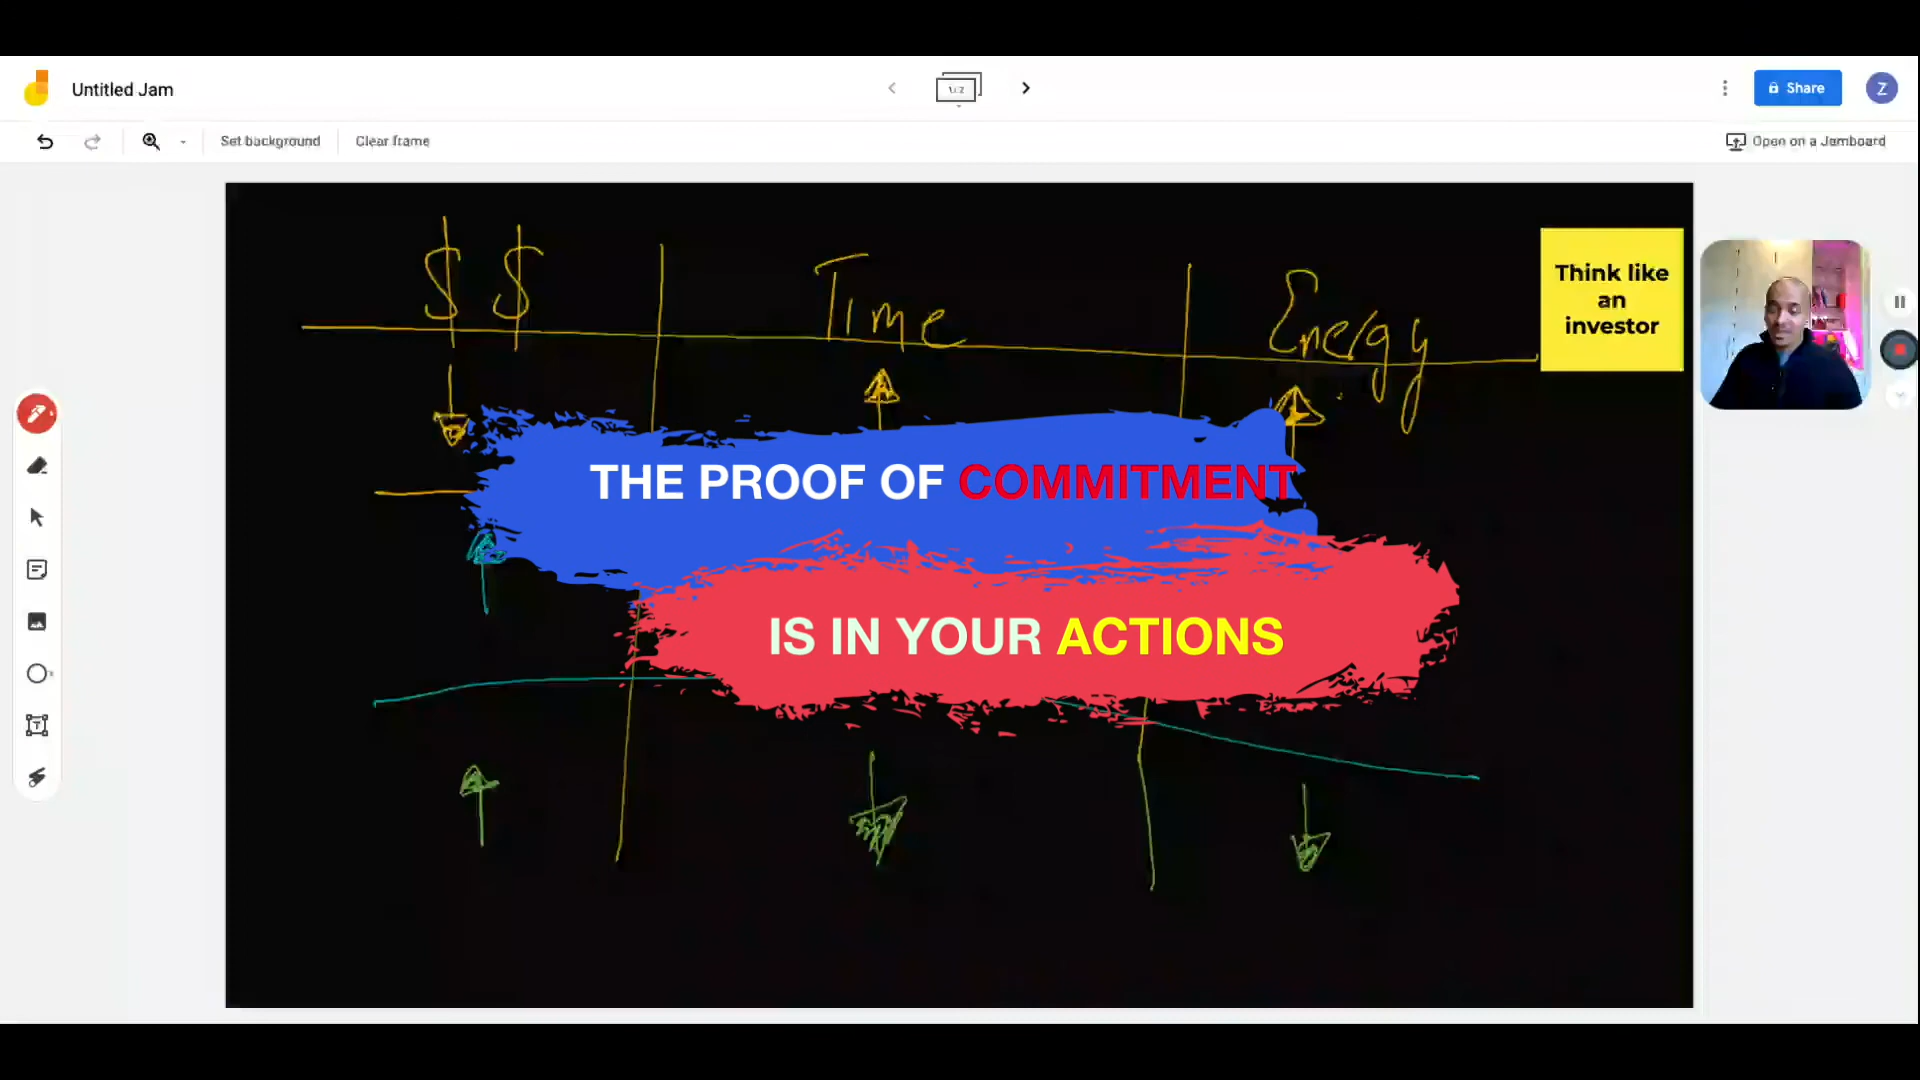 Untitled Jam
Share
Z
Set background
Clear frame
Open on a Jamboard
$ $
Time
Energy
Think like
an
investor
THE PROOF OF COMMITMENT
IS IN YOUR ACTIONS